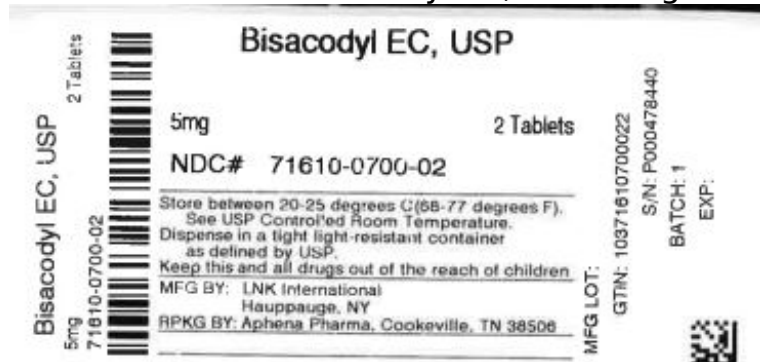 Bisacodyl EC, USP
5mg 2 Tablets
NDC# 71610-0700-02
Store between 20-25 degrees C(68-77 degrees F).
See USP Controlled Room Temperature.
Dispense in a tight light-resistant container
as defined by USP.
Keep this and all drugs out of the reach of children
MFG BY: LNK International
Hauppauge, NY
RPKG BY: Aphena Pharma, Cookeville, TN 38506
Bisacodyl EC, USP
5mg 2 Tablets
71610-0700-02
MFG LOT:
GTIN: 10371610700022
S/N: P000478440
BATCH: 1
EXP: